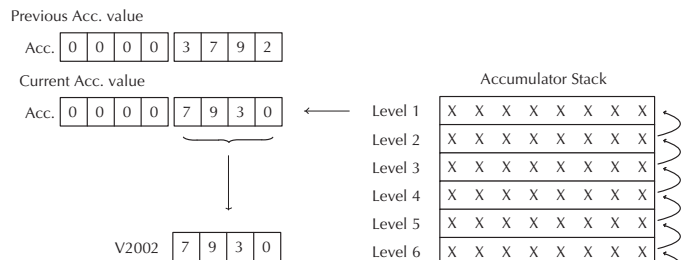 Previous Acc. value
Acc. 0 0 0 0 3 7 9 2
Current Acc. value
Acc. 0 0 0 0 7 9 3 0
V2002 7 9 3 0
Accumulator Stack
Level 1 X X X X X X X X
Level 2 X X X X X X X X
Level 3 X X X X X X X X
Level 4 X X X X X X X X
Level 5 X X X X X X X X
Level 6 X X X X X X X X